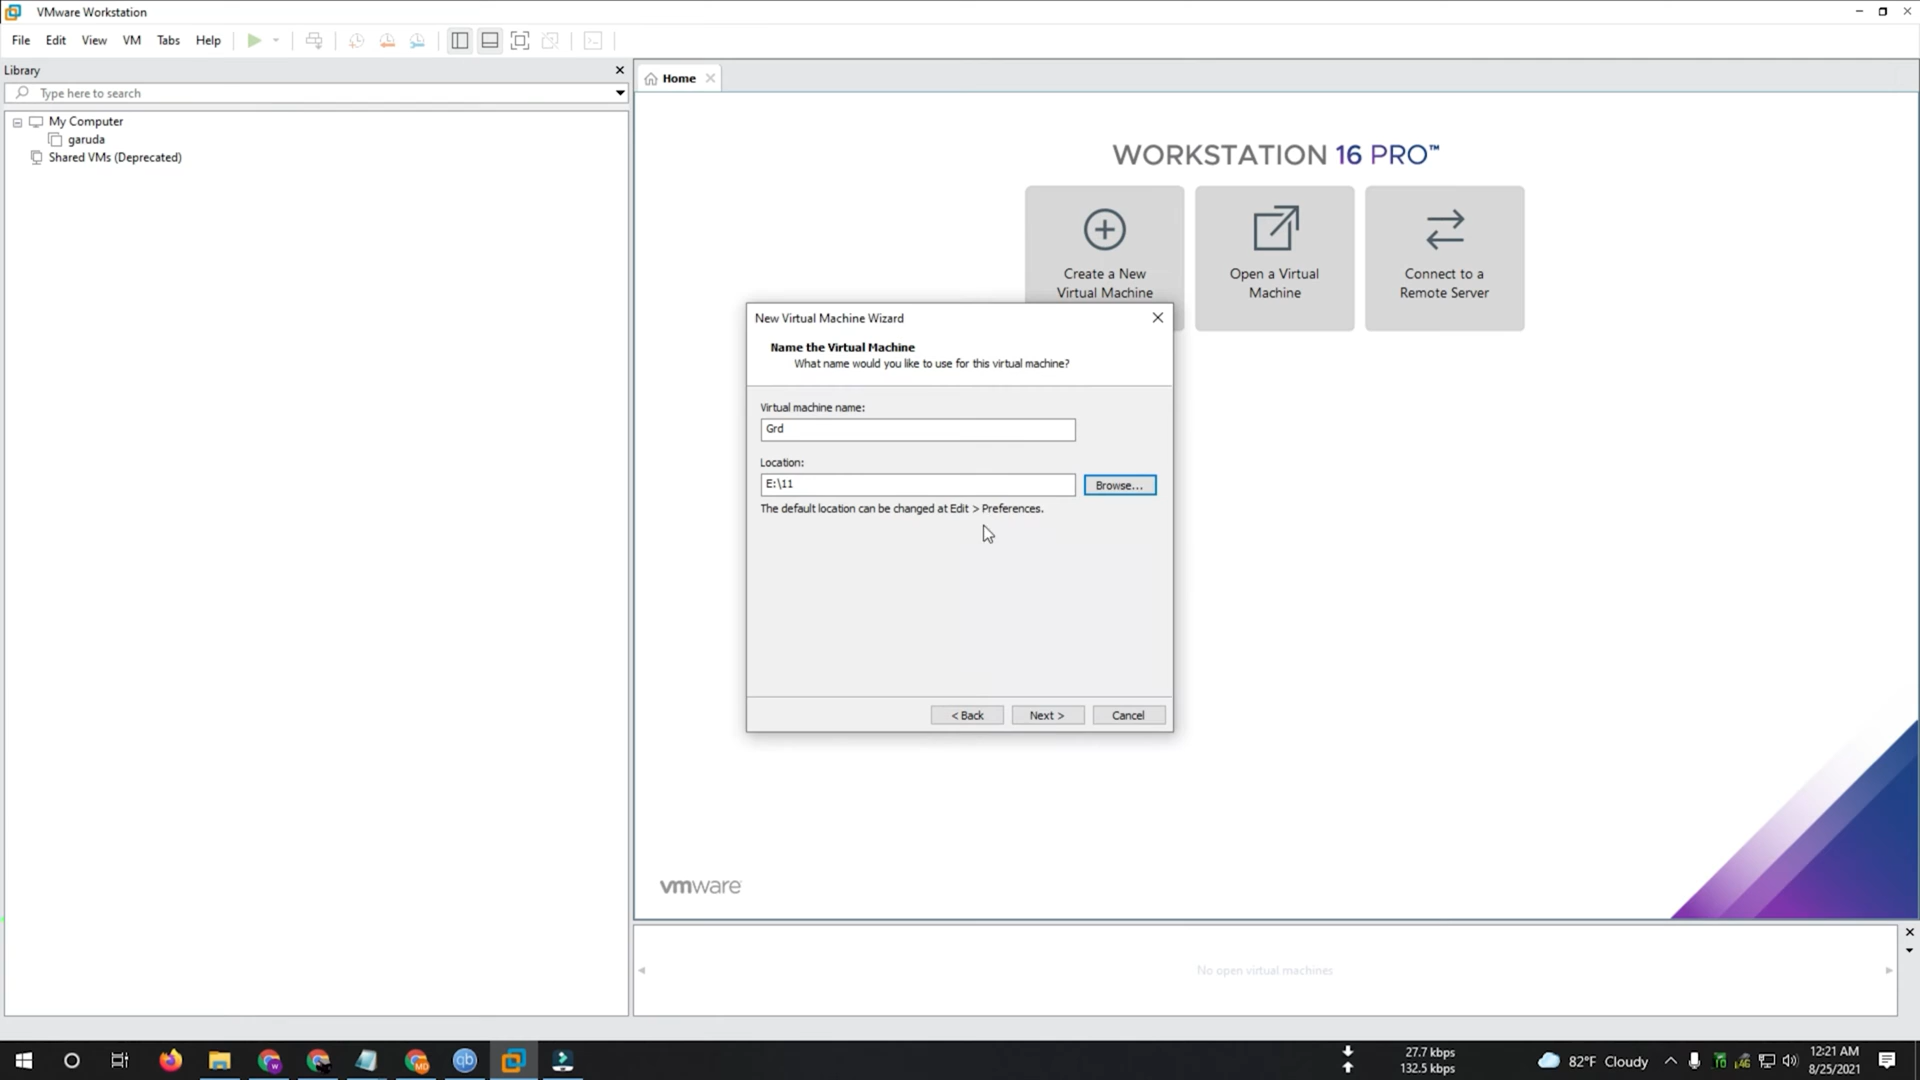 VMware Workstation
File Edit View VM Tabs Help
Library
Type here to search
My Computer
garuda
Shared VMs (Deprecated)
Home
WORKSTATION 16 PRO™
Create a New
Virtual Machine
Open a Virtual
Machine
Connect to a
Remote Server
New Virtual Machine Wizard
Name the Virtual Machine
What name would you like to use for this virtual machine?
Virtual machine name:
Grd
Location:
E:\11
Browse...
The default location can be changed at Edit > Preferences.
< Back
Next >
Cancel
vmware
No open virtual machines
27.7 kbps
132.5 kbps
82°F Cloudy
12:21 AM
8/25/2021